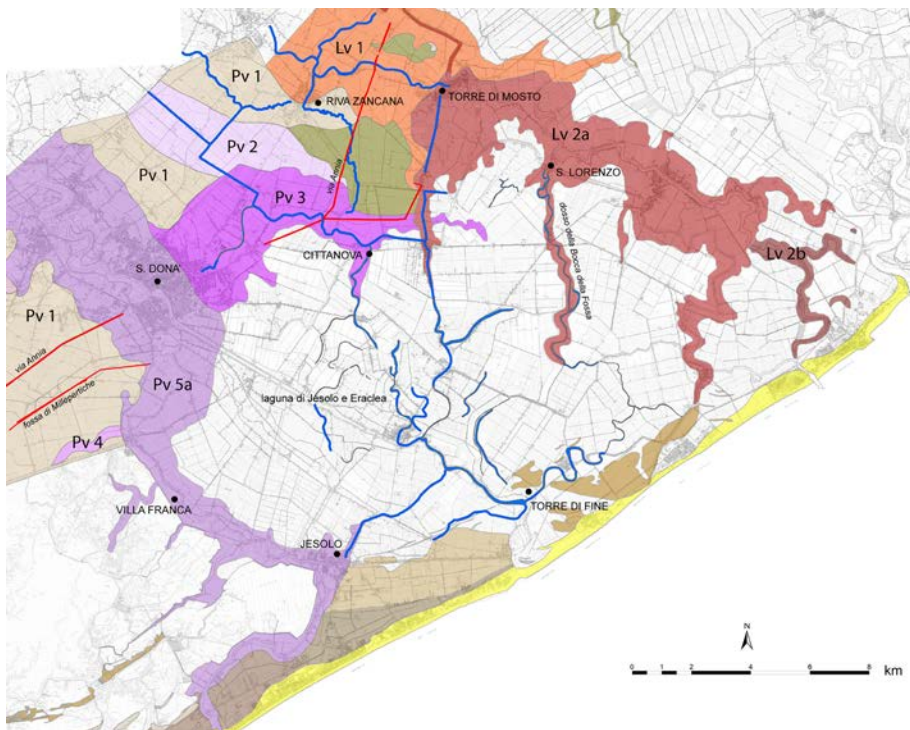 Lv 1
Pv 1
RIVA ZANCANA
TORRE DI MOSTO
Lv 2a
Pv 2
via Annia
S. LORENZO
Pv 1
Pv 3
dosso della Bocca della Fossa
CITTANOVA
Lv 2b
S. DONA'
Pv 1
via Annia
Pv 5a
fossa di Millepertiche
laguna di Jesolo e Eraclea
Pv 4
VILLA FRANCA
TORRE DI FINE
JESOLO
N
0 2 4 6 8
km